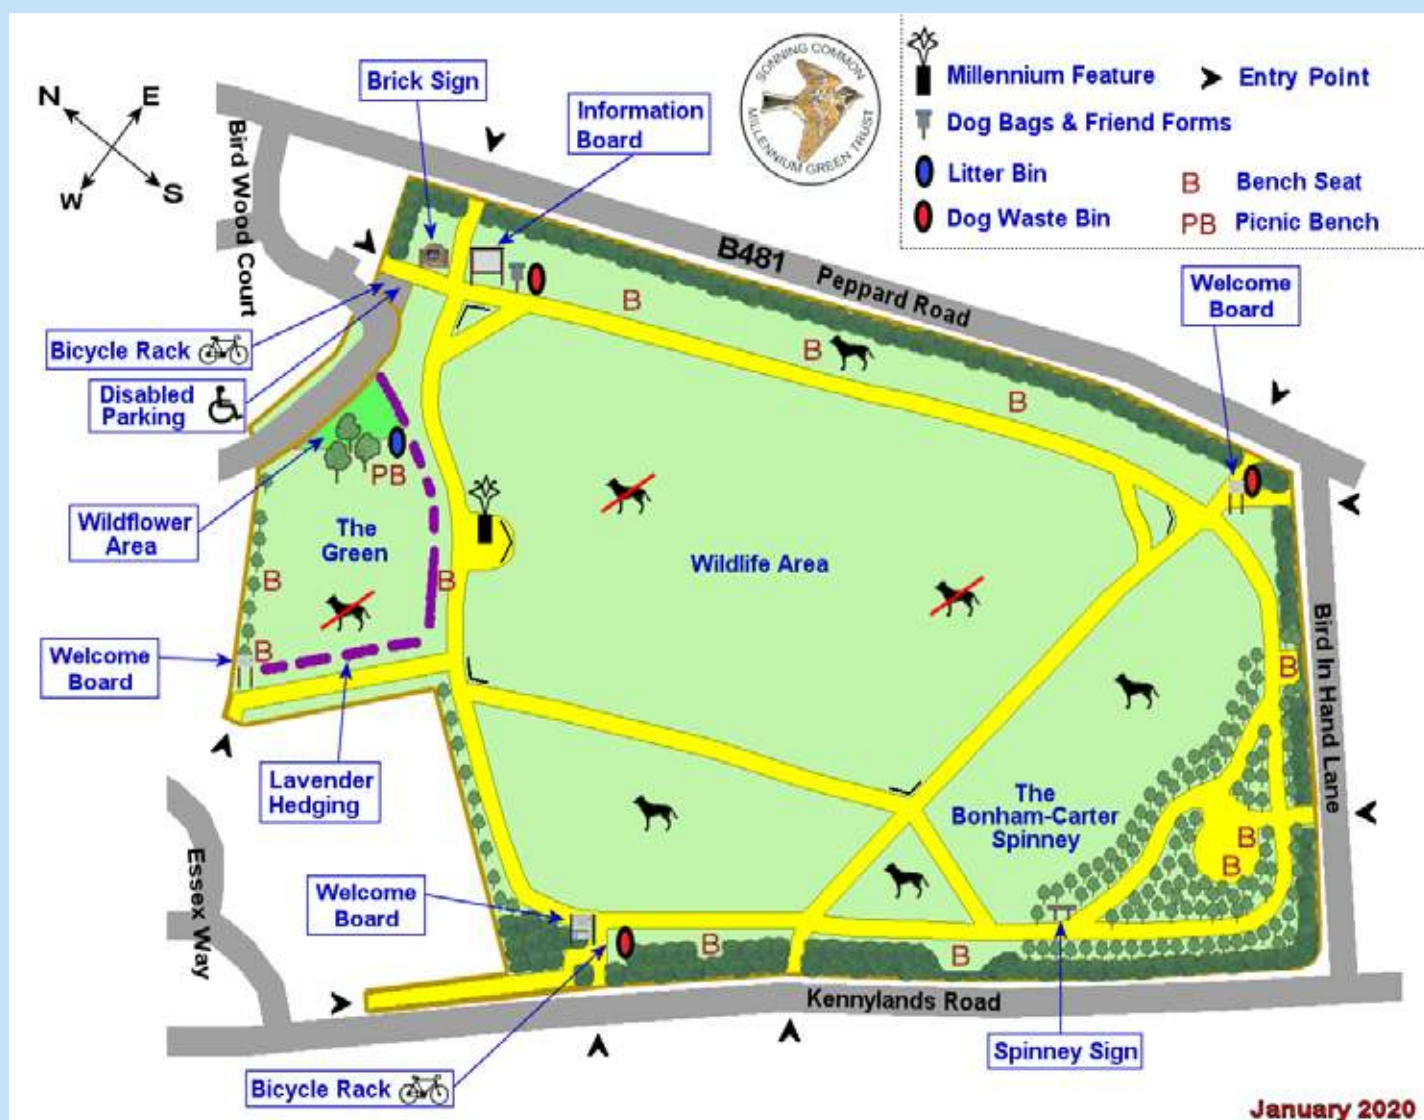 N
E
W
S
Bird Wood Court
Brick Sign
Information
Board
SONNING COMMON
MILLENNIUM GREEN TRUST
Millennium Feature
Entry Point
Dog Bags & Friend Forms
Litter Bin
B
Bench Seat
Dog Waste Bin
PB
Picnic Bench
B481
Peppard Road
Welcome
Board
Bicycle Rack
Disabled
Parking
B
B
B
PB
Wildflower
Area
The
Green
B
B
B
Wildlife Area
Welcome
Board
Lavender
Hedging
Bird In Hand Lane
B
The
Bonham-Carter
Spinney
B
B
Essex Way
Welcome
Board
B
B
Kennylands Road
Spinney Sign
Bicycle Rack
January 2020